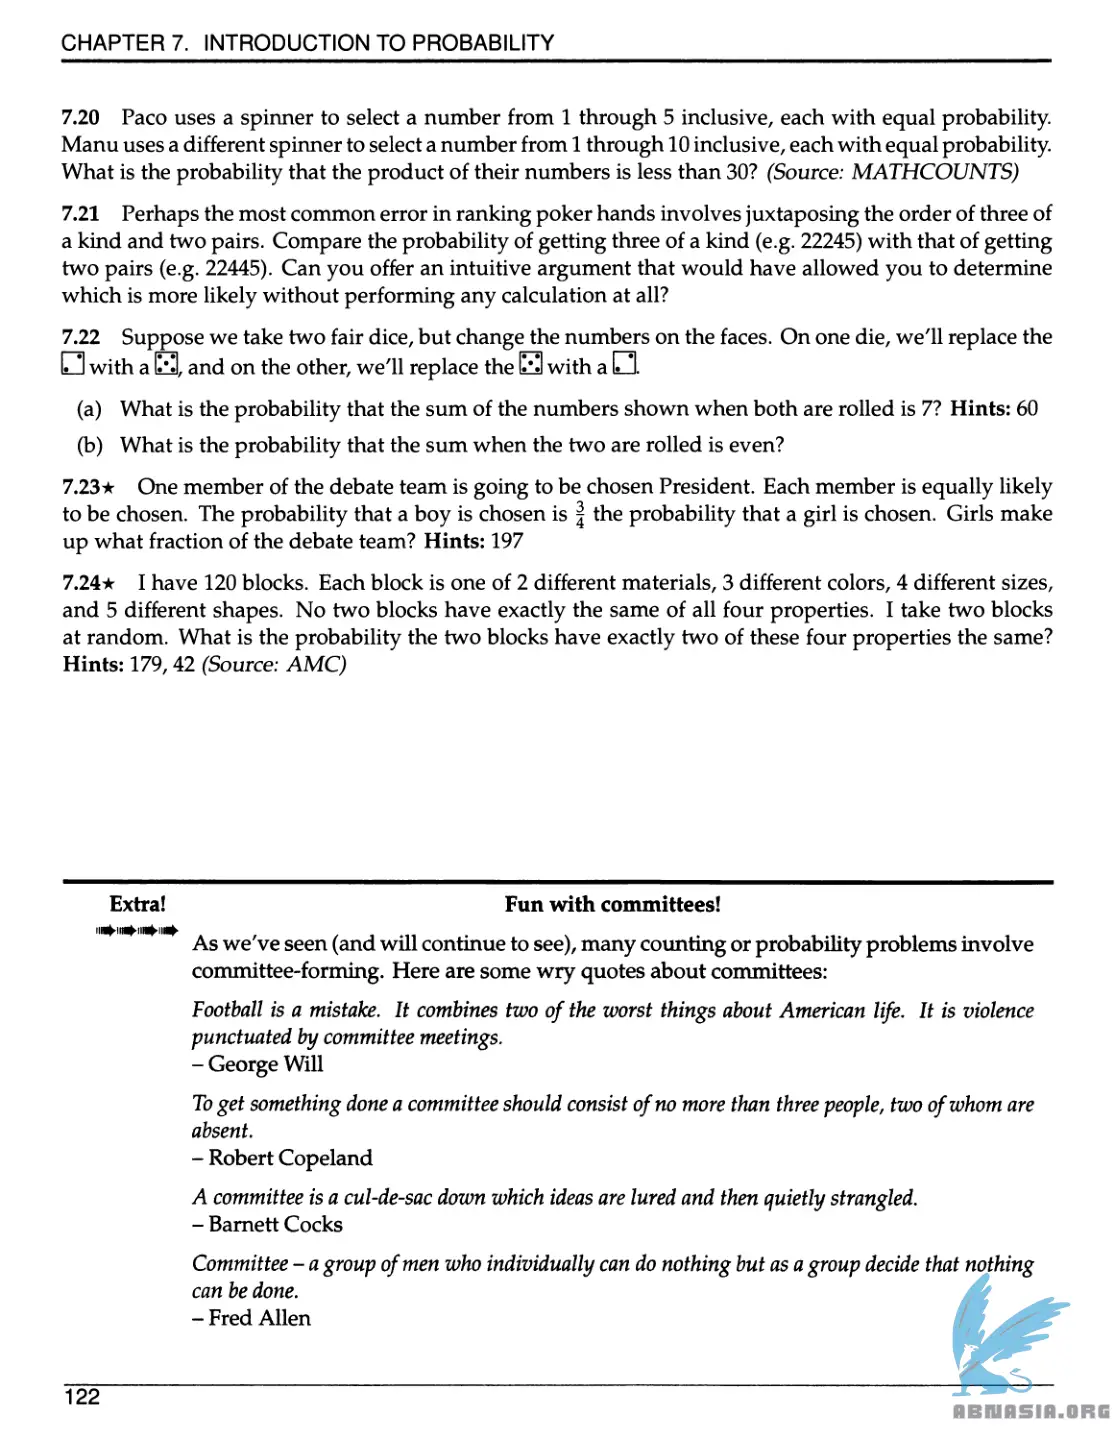 CHAPTER 7. INTRODUCTION TO PROBABILITY
7.20 Paco uses a spinner to select a number from 1 through 5 inclusive, each with equal probability.
Manu uses a different spinner to select a number from 1 through 10 inclusive, each with equal probability.
What is the probability that the product of their numbers is less than 30? (Source: MATHCOUNTS)
7.21 Perhaps the most common error in ranking poker hands involves juxtaposing the order of three of
a kind and two pairs. Compare the probability of getting three of a kind (e.g. 22245) with that of getting
two pairs (e.g. 22445). Can you offer an intuitive argument that would have allowed you to determine
which is more likely without performing any calculation at all?
7.22 Suppose we take two fair dice, but change the numbers on the faces. On one die, we'll replace the
⚁ with a ⚄, and on the other, we'll replace the ⚄ with a ⚁.
(a) What is the probability that the sum of the numbers shown when both are rolled is 7? Hints: 60
(b) What is the probability that the sum when the two are rolled is even?
7.23★ One member of the debate team is going to be chosen President. Each member is equally likely
to be chosen. The probability that a boy is chosen is 3/4 the probability that a girl is chosen. Girls make
up what fraction of the debate team? Hints: 197
7.24★ I have 120 blocks. Each block is one of 2 different materials, 3 different colors, 4 different sizes,
and 5 different shapes. No two blocks have exactly the same of all four properties. I take two blocks
at random. What is the probability the two blocks have exactly two of these four properties the same?
Hints: 179, 42 (Source: AMC)
Extra! Fun with committees!
As we've seen (and will continue to see), many counting or probability problems involve
committee-forming. Here are some wry quotes about committees:
Football is a mistake. It combines two of the worst things about American life. It is violence
punctuated by committee meetings.
– George Will
To get something done a committee should consist of no more than three people, two of whom are
absent.
– Robert Copeland
A committee is a cul-de-sac down which ideas are lured and then quietly strangled.
– Barnett Cocks
Committee – a group of men who individually can do nothing but as a group decide that nothing
can be done.
– Fred Allen
122
ABNASIA.ORG